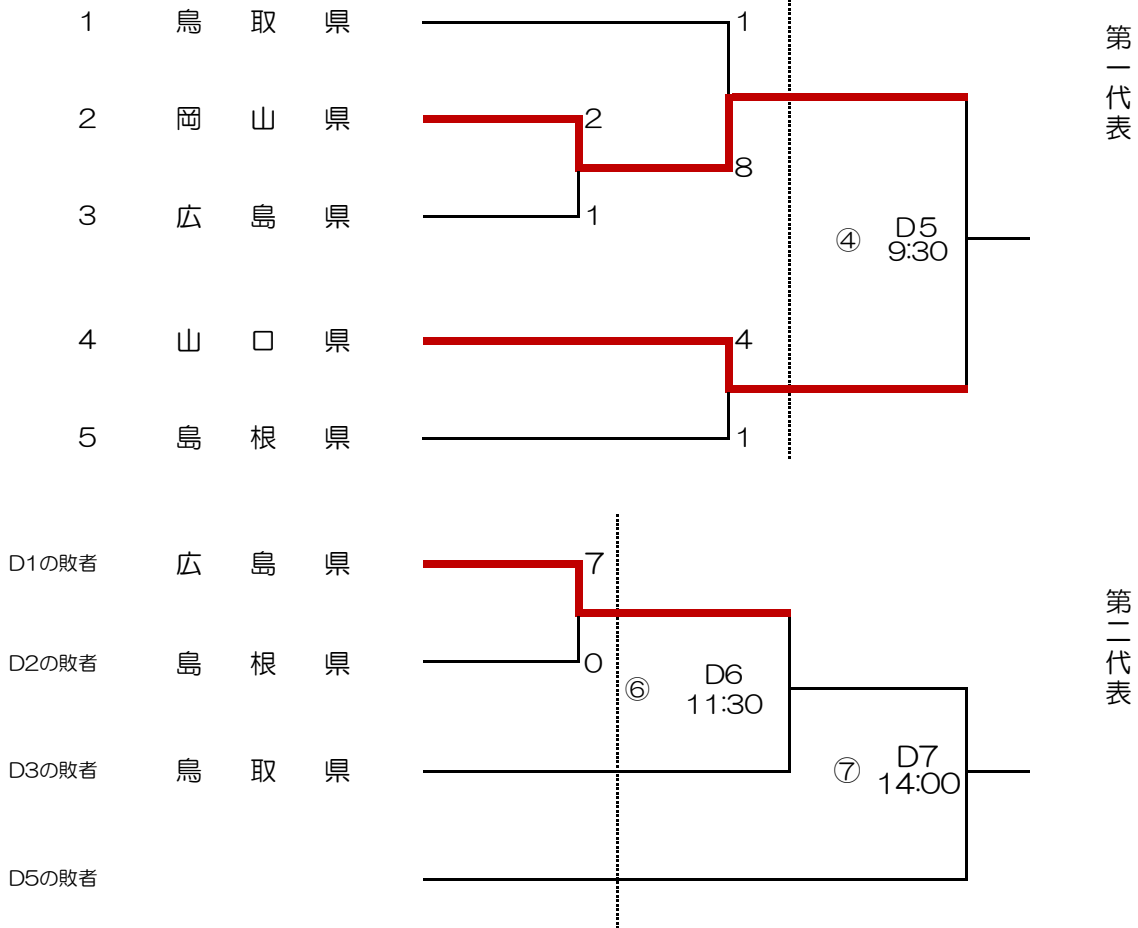 1 鳥取県 1
2 岡山県 2
8
3 広島県 1
④ D5
9:30
4 山口県 4
5 島根県 1
第一代表
D1の敗者 広島県 7
D2の敗者 島根県 0
⑥ D6
11:30
D3の敗者 鳥取県
⑦ D7
14:00
D5の敗者
第二代表